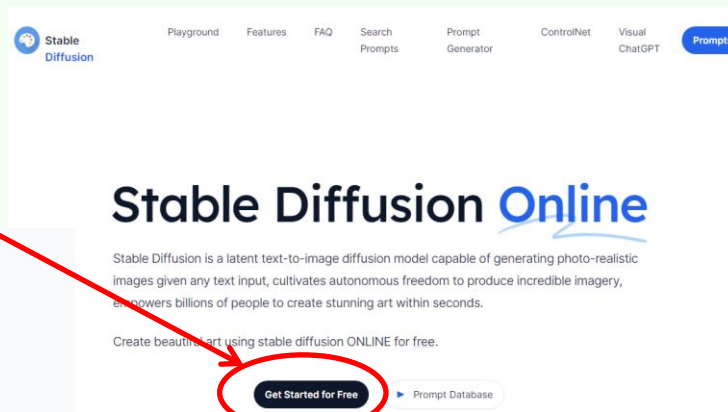 Stable
Diffusion
Playground
Features
FAQ
Search
Prompts
Prompt
Generator
ControlNet
Visual
ChatGPT
Prompts
Stable Diffusion Online
Stable Diffusion is a latent text-to-image diffusion model capable of generating photo-realistic
images given any text input, cultivates autonomous freedom to produce incredible imagery,
empowers billions of people to create stunning art within seconds.
Create beautiful art using stable diffusion ONLINE for free.
Get Started for Free
Prompt Database